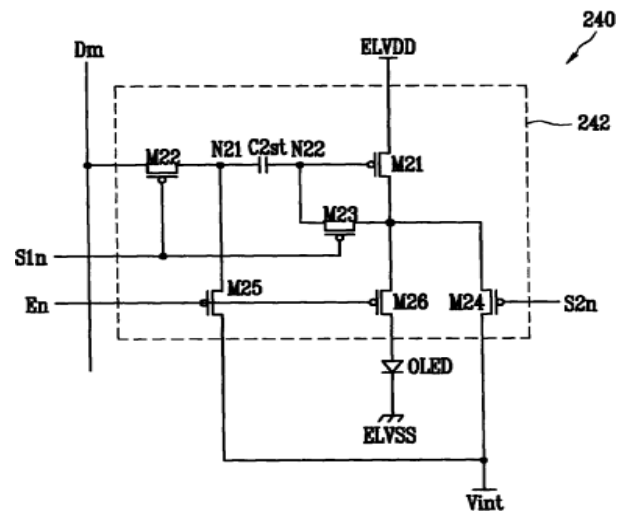 240
Dm
ELVDD
242
N21 C2st N22
M22
M21
M23
S1n
M25
En
M26
M24
S2n
OLED
ELVSS
Vint